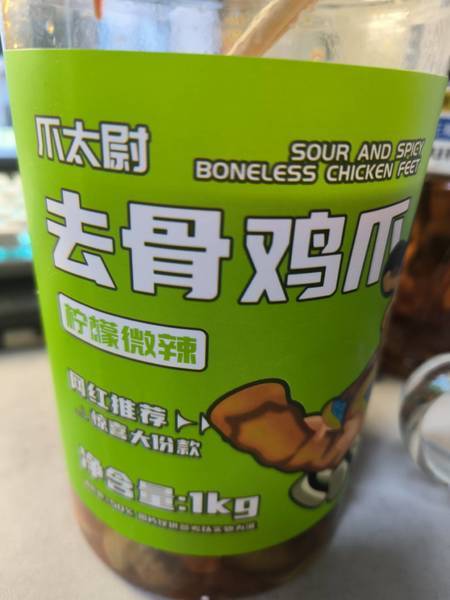 爪太尉
SOUR AND SPICY
BONELESS CHICKEN FEET
去骨鸡爪
柠檬微辣
网红推荐
惊喜大份款
净含量:1kg